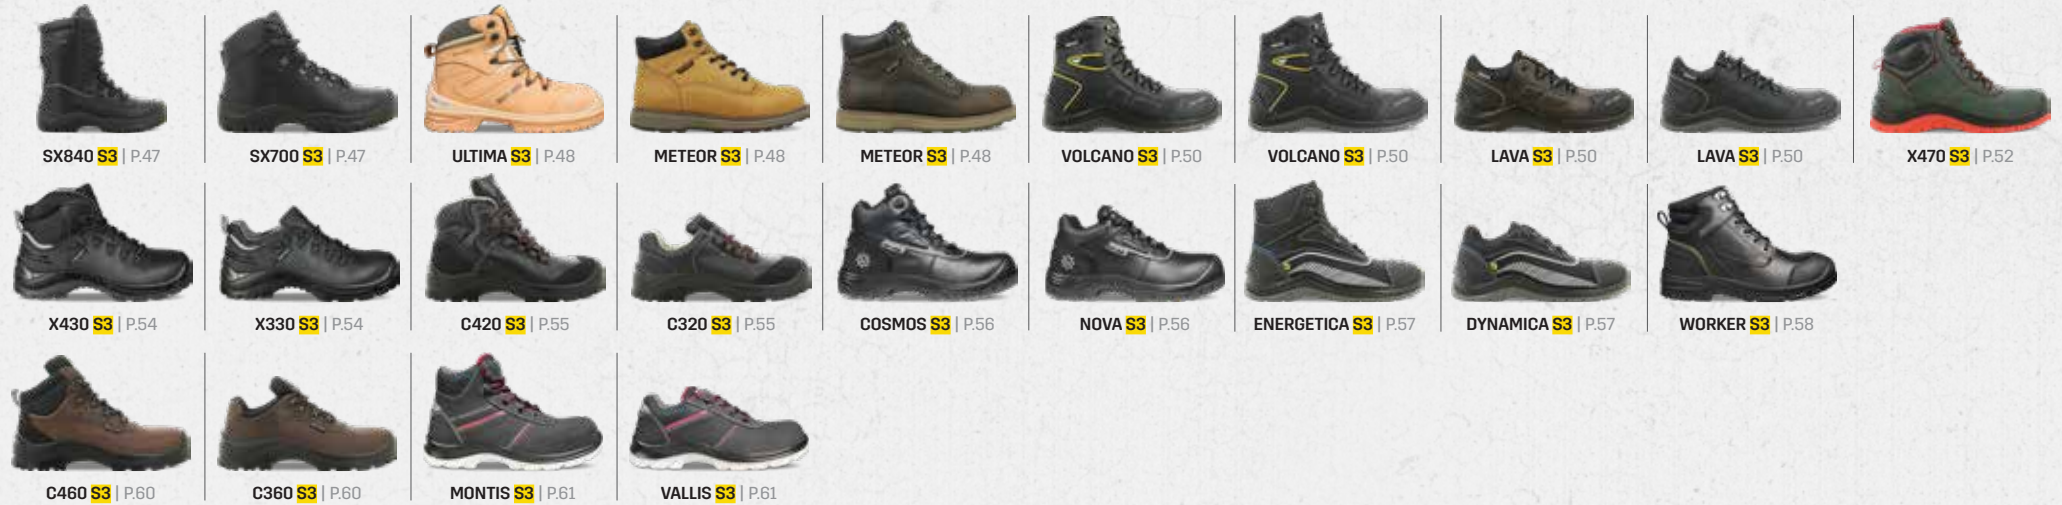 SX840 S3 | P.47
SX700 S3 | P.47
ULTIMA S3 | P.48
METEOR S3 | P.48
METEOR S3 | P.48
VOLCANO S3 | P.50
VOLCANO S3 | P.50
LAVA S3 | P.50
LAVA S3 | P.50
X470 S3 | P.52
X430 S3 | P.54
X330 S3 | P.54
C420 S3 | P.55
C320 S3 | P.55
COSMOS S3 | P.56
NOVA S3 | P.56
ENERGETICA S3 | P.57
DYNAMICA S3 | P.57
WORKER S3 | P.58
C460 S3 | P.60
C360 S3 | P.60
MONTIS S3 | P.61
VALLIS S3 | P.61